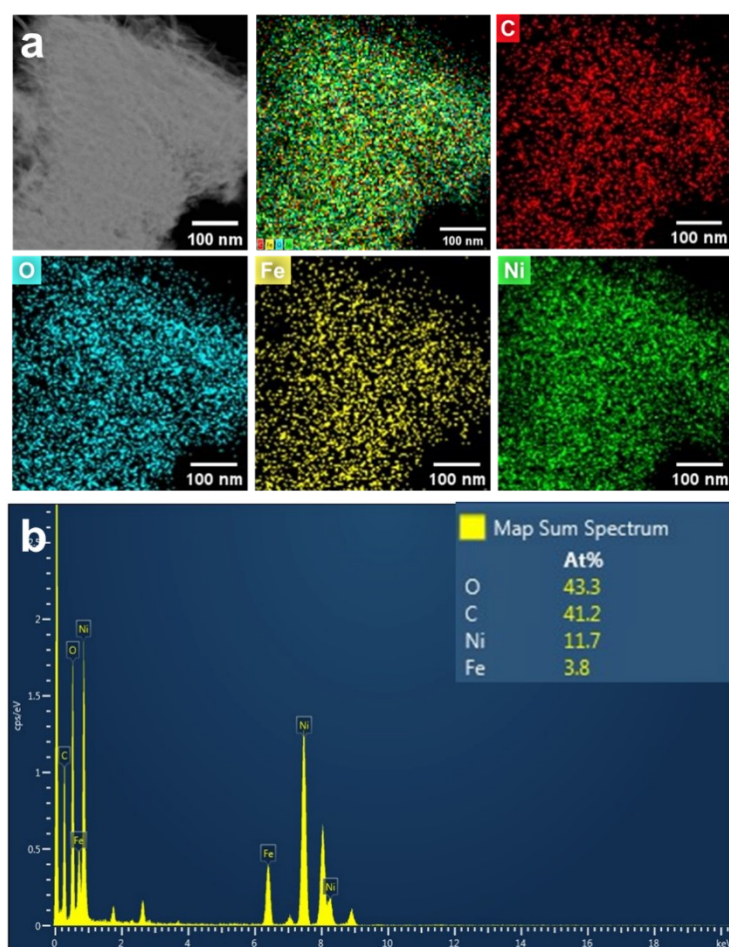 a
C
100 nm
100 nm
100 nm
O
Fe
Ni
100 nm
100 nm
100 nm
b
Map Sum Spectrum
At%
O 43.3
C 41.2
Ni 11.7
Fe 3.8
2
1.5
1
0.5
0
cps/eV
C
O
Ni
Fe
Fe
Ni
Ni
0 2 4 6 8 10 12 14 16 18 keV